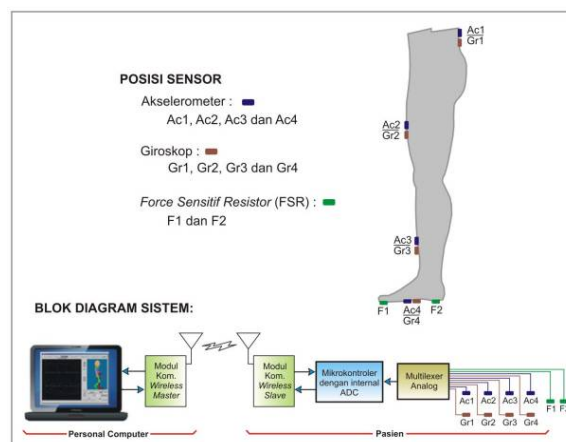 POSISI SENSOR
Akselerometer :
Ac1, Ac2, Ac3 dan Ac4
Giroskop :
Gr1, Gr2, Gr3 dan Gr4
Force Sensitif Resistor (FSR) :
F1 dan F2
Ac1
Gr1
Ac2
Gr2
Ac3
Gr3
F1
Ac4
Gr4
F2
BLOK DIAGRAM SISTEM:
Modul
Kom.
Wireless
Master
Modul
Kom.
Wireless
Slave
Mikrokontroler
dengan internal
ADC
Multilexer
Analog
Ac1 Ac2 Ac3 Ac4
Gr1 Gr2 Gr3 Gr4
F1
Personal Computer
Pasien